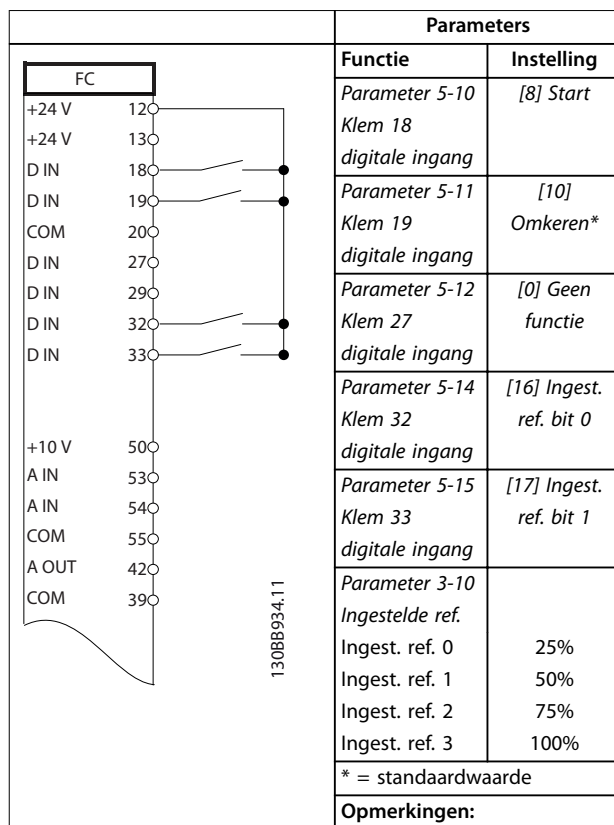 FC
+24 V 12
+24 V 13
D IN 18
D IN 19
COM 20
D IN 27
D IN 29
D IN 32
D IN 33
+10 V 50
A IN 53
A IN 54
COM 55
A OUT 42
COM 39
130BB934.11
Parameters
Functie Instelling
Parameter 5-10 [8] Start
Klem 18
digitale ingang
Parameter 5-11 [10]
Klem 19 Omkeren*
digitale ingang
Parameter 5-12 [0] Geen
Klem 27 functie
digitale ingang
Parameter 5-14 [16] Ingest.
Klem 32 ref. bit 0
digitale ingang
Parameter 5-15 [17] Ingest.
Klem 33 ref. bit 1
digitale ingang
Parameter 3-10
Ingestelde ref.
Ingest. ref. 0 25%
Ingest. ref. 1 50%
Ingest. ref. 2 75%
Ingest. ref. 3 100%
* = standaardwaarde
Opmerkingen: